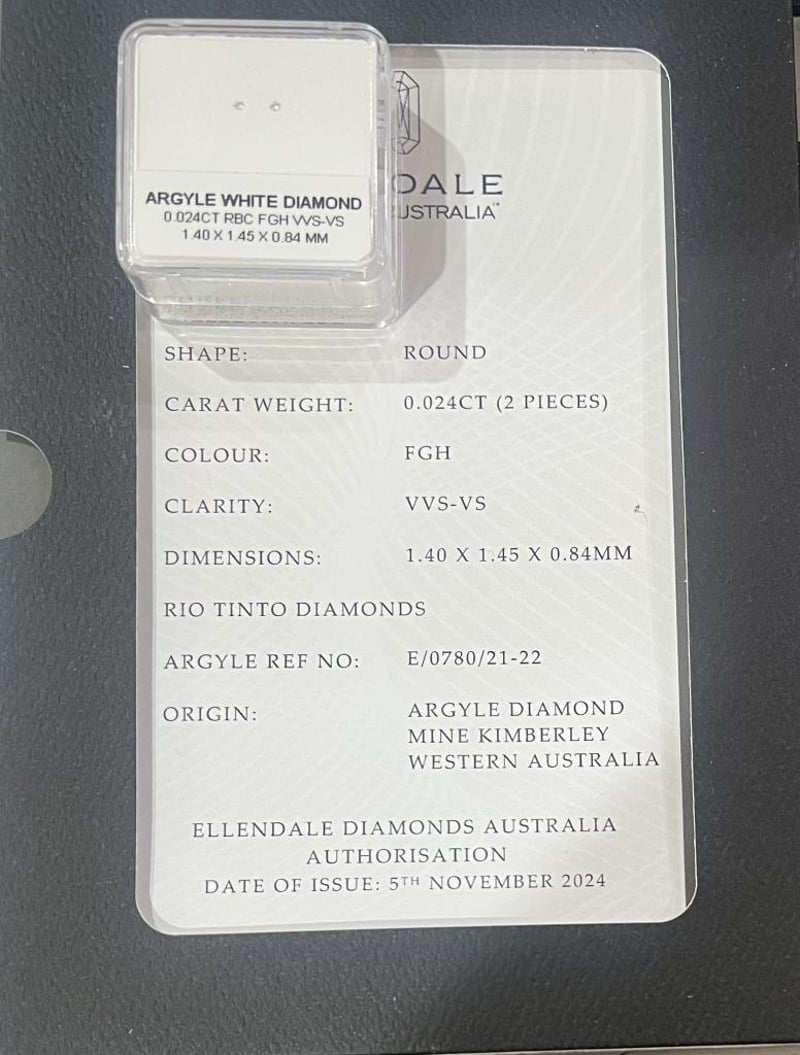 ARGYLE WHITE DIAMOND
0.024CT RBC FGH VVS-VS
1.40 X 1.45 X 0.84 MM
DALE
USTRALIA™
SHAPE: ROUND
CARAT WEIGHT: 0.024CT (2 PIECES)
COLOUR: FGH
CLARITY: VVS-VS
DIMENSIONS: 1.40 X 1.45 X 0.84MM
RIO TINTO DIAMONDS
ARGYLE REF NO: E/0780/21-22
ORIGIN: ARGYLE DIAMOND
MINE KIMBERLEY
WESTERN AUSTRALIA
ELLENDALE DIAMONDS AUSTRALIA
AUTHORISATION
DATE OF ISSUE: 5TH NOVEMBER 2024